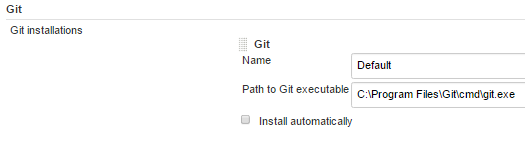 Git
Git installations
Git
Name
Default
Path to Git executable
C:\Program Files\Git\cmd\git.exe
Install automatically